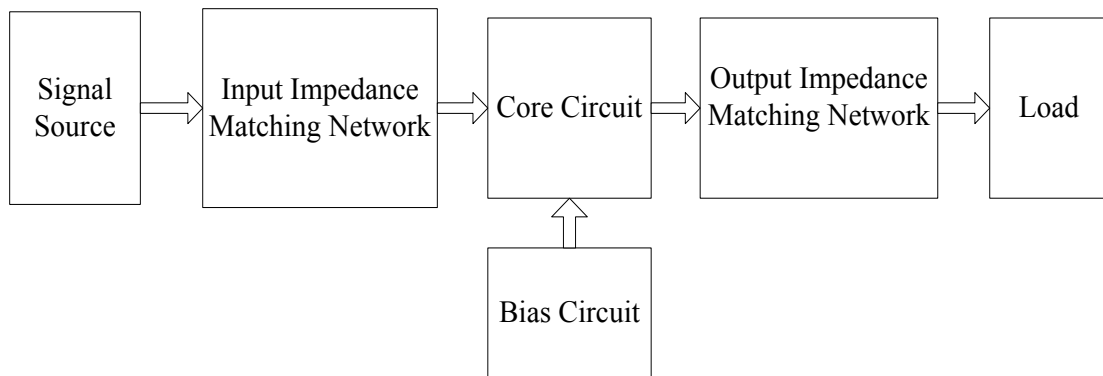 Signal
Source
Input Impedance
Matching Network
Core Circuit
Output Impedance
Matching Network
Load
Bias Circuit